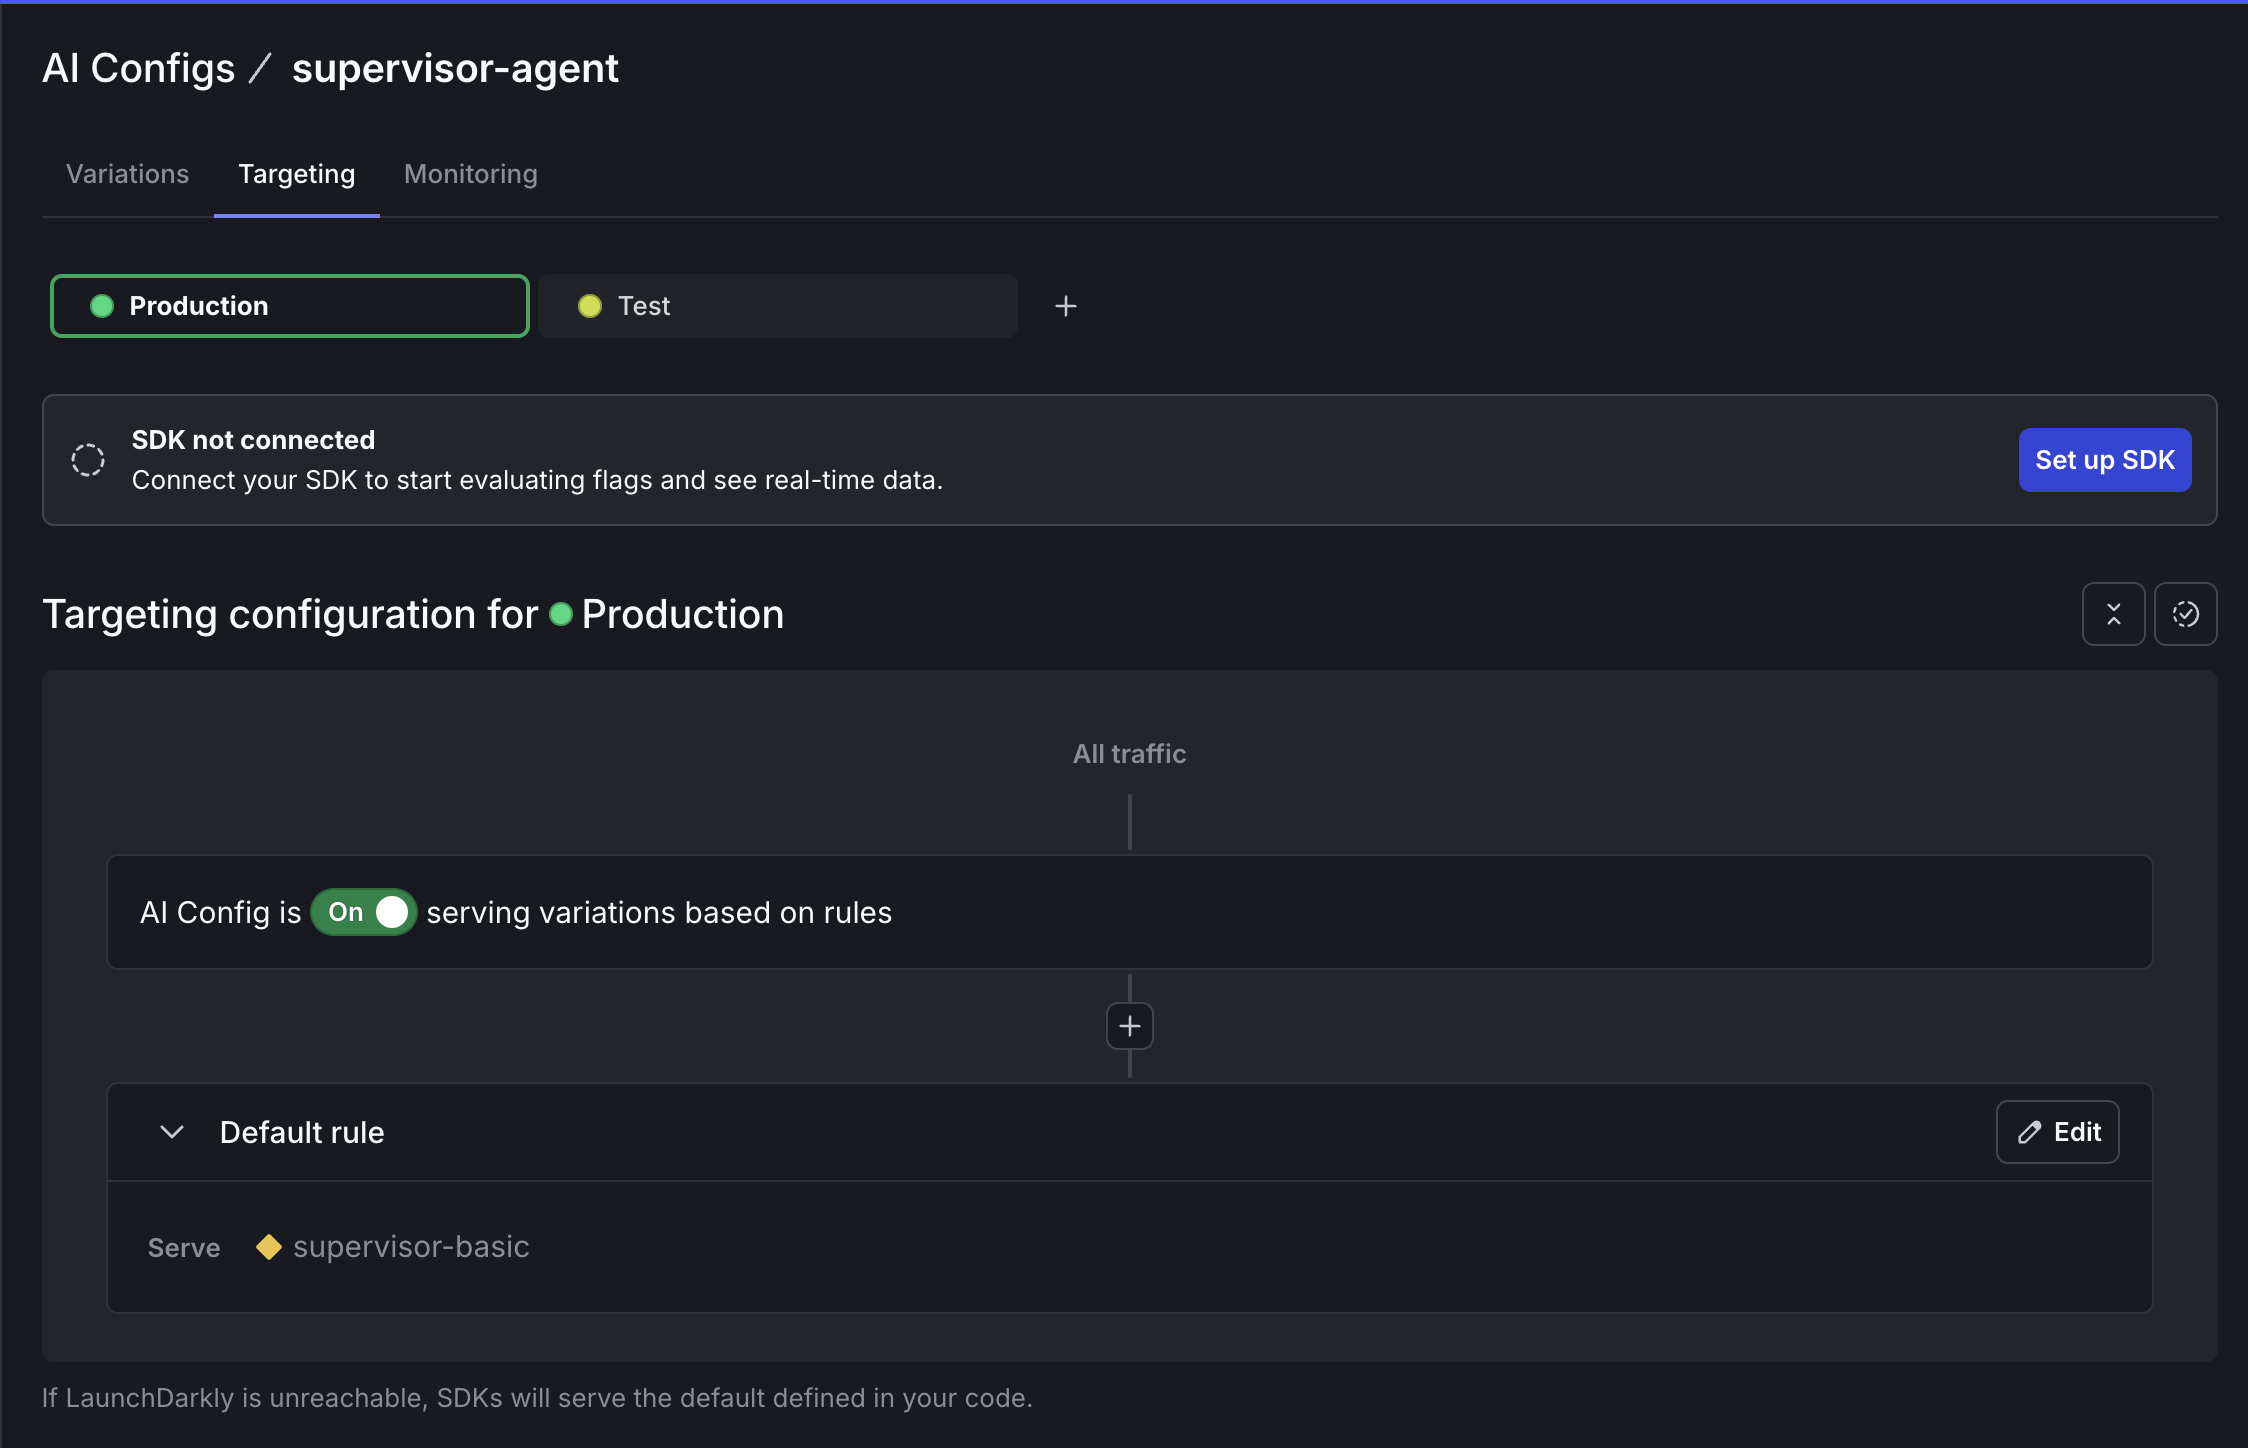 AI Configs / supervisor-agent
Variations Targeting Monitoring
Production Test +
SDK not connected
Connect your SDK to start evaluating flags and see real-time data.
Set up SDK
Targeting configuration for Production
All traffic
AI Config is On serving variations based on rules
+
Default rule Edit
Serve supervisor-basic
If LaunchDarkly is unreachable, SDKs will serve the default defined in your code.